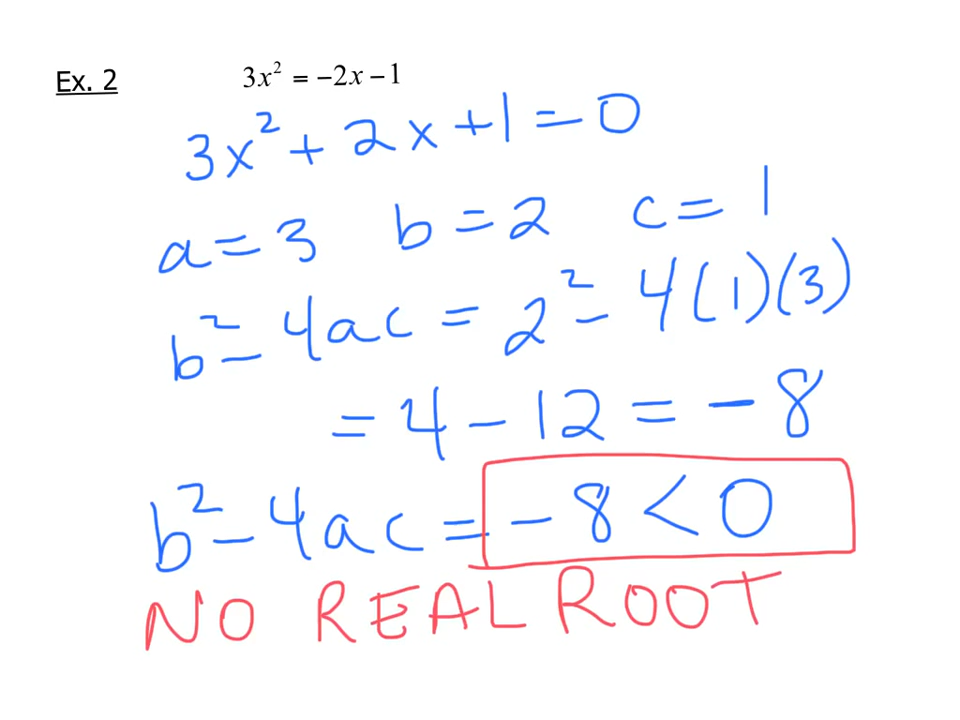 Ex. 2 3x² = −2x − 1
3x² + 2x + 1 = 0
a = 3 b = 2 c = 1
b² − 4ac = 2² − 4(1)(3)
= 4 − 12 = −8
b² − 4ac = −8 < 0
NO REAL ROOT